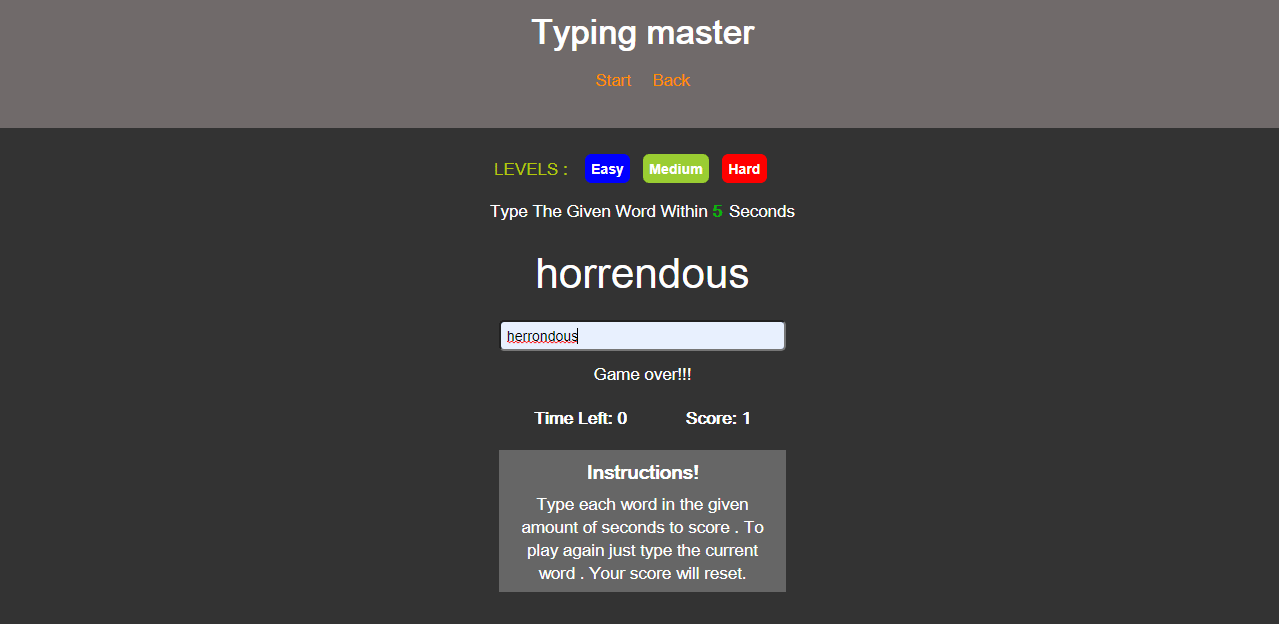 Typing master
Start Back
LEVELS : Easy Medium Hard
Type The Given Word Within 5 Seconds
horrendous
herrondous
Game over!!!
Time Left: 0 Score: 1
Instructions!
Type each word in the given
amount of seconds to score . To
play again just type the current
word . Your score will reset.